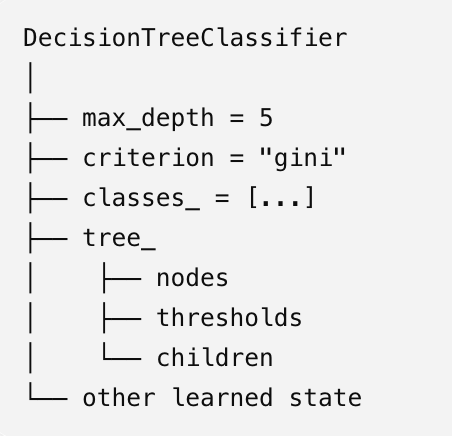 DecisionTreeClassifier
│
├── max_depth = 5
├── criterion = "gini"
├── classes_ = [...]
├── tree_
│    ├── nodes
│    ├── thresholds
│    └── children
└── other learned state